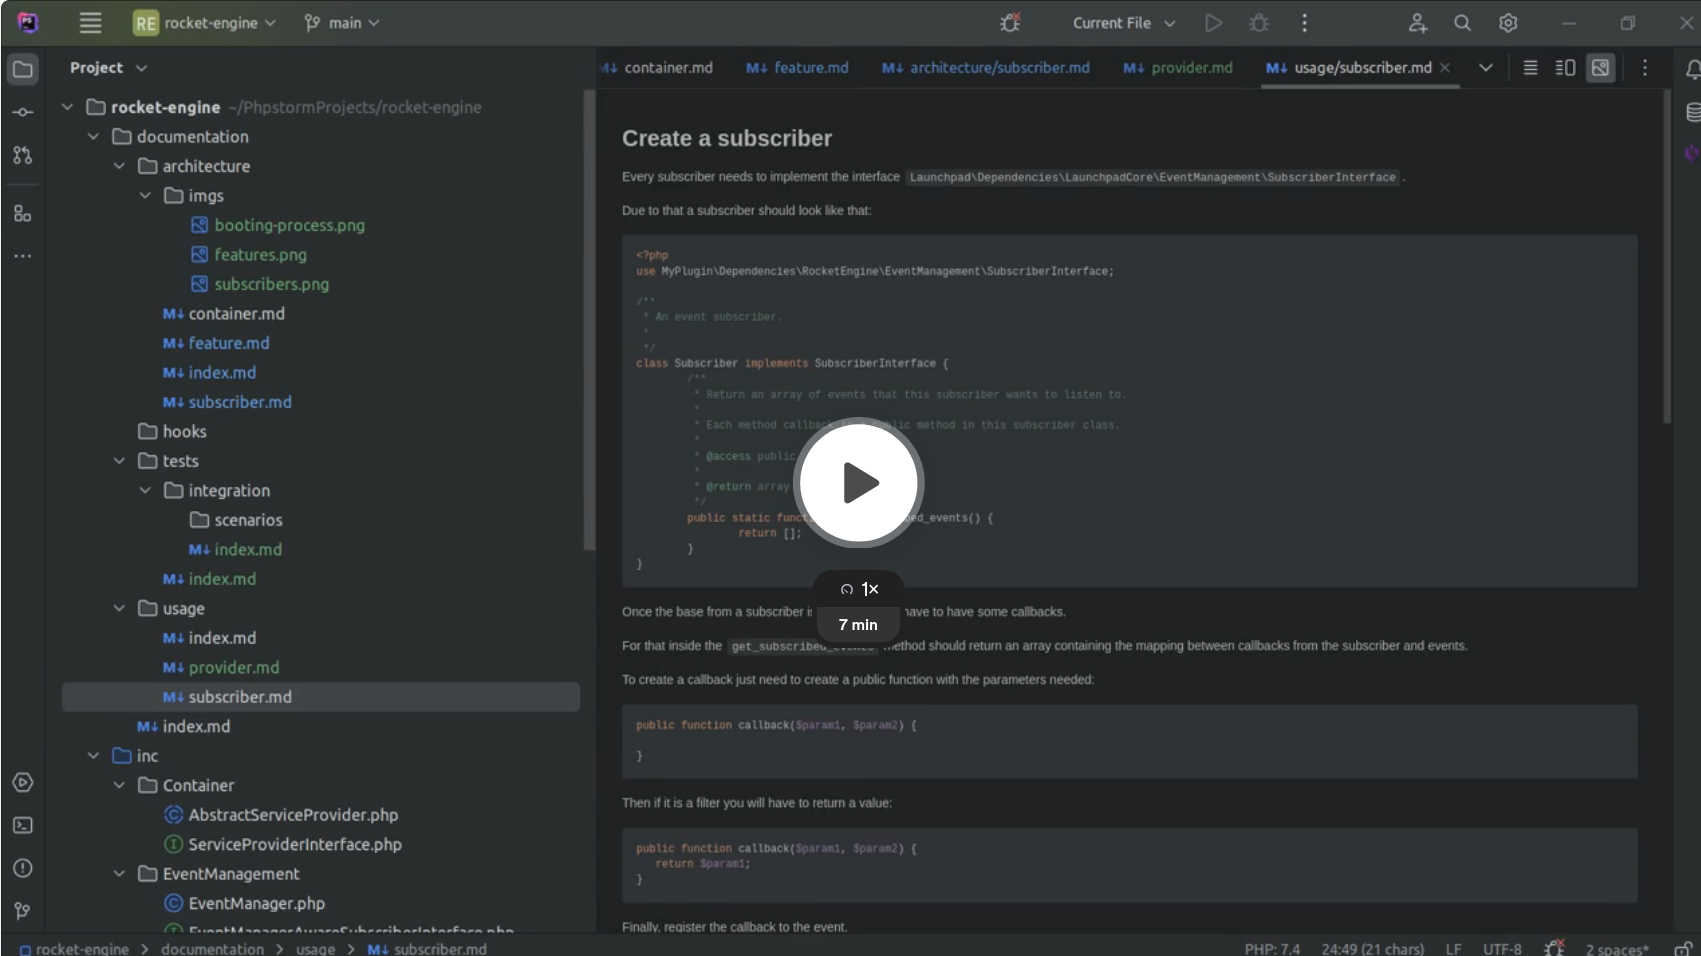 RE rocket-engine main Current File
Project
container.md feature.md architecture/subscriber.md provider.md usage/subscriber.md
rocket-engine ~/PhpstormProjects/rocket-engine
documentation
architecture
imgs
booting-process.png
features.png
subscribers.png
container.md
feature.md
index.md
subscriber.md
hooks
tests
integration
scenarios
index.md
index.md
usage
index.md
provider.md
subscriber.md
index.md
inc
Container
AbstractServiceProvider.php
ServiceProviderInterface.php
EventManagement
EventManager.php
EventManagerAwareSubscriberInterface.php
Create a subscriber
Every subscriber needs to implement the interface Launchpad\Dependencies\LaunchpadCore\EventManagement\SubscriberInterface .
Due to that a subscriber should look like that:
<?php
use MyPlugin\Dependencies\RocketEngine\EventManagement\SubscriberInterface;
/**
* An event subscriber.
*
*/
class Subscriber implements SubscriberInterface {
/**
* Return an array of events that this subscriber wants to listen to.
*
* Each method callback method in this subscriber class.
*
* @access public
*
* @return array
*/
public static _events() {
return [];
}
}
1×
7 min
Once the base from a subscriber have to have some callbacks.
For that inside the get_subscribed_events method should return an array containing the mapping between callbacks from the subscriber and events.
To create a callback just need to create a public function with the parameters needed:
public function callback($param1, $param2) {
}
Then if it is a filter you will have to return a value:
public function callback($param1, $param2) {
return $param1;
}
Finally, register the callback to the event.
rocket-engine > documentation > usage > subscriber.md PHP: 7.4 24:49 (21 chars) LF UTF-8 2 spaces*